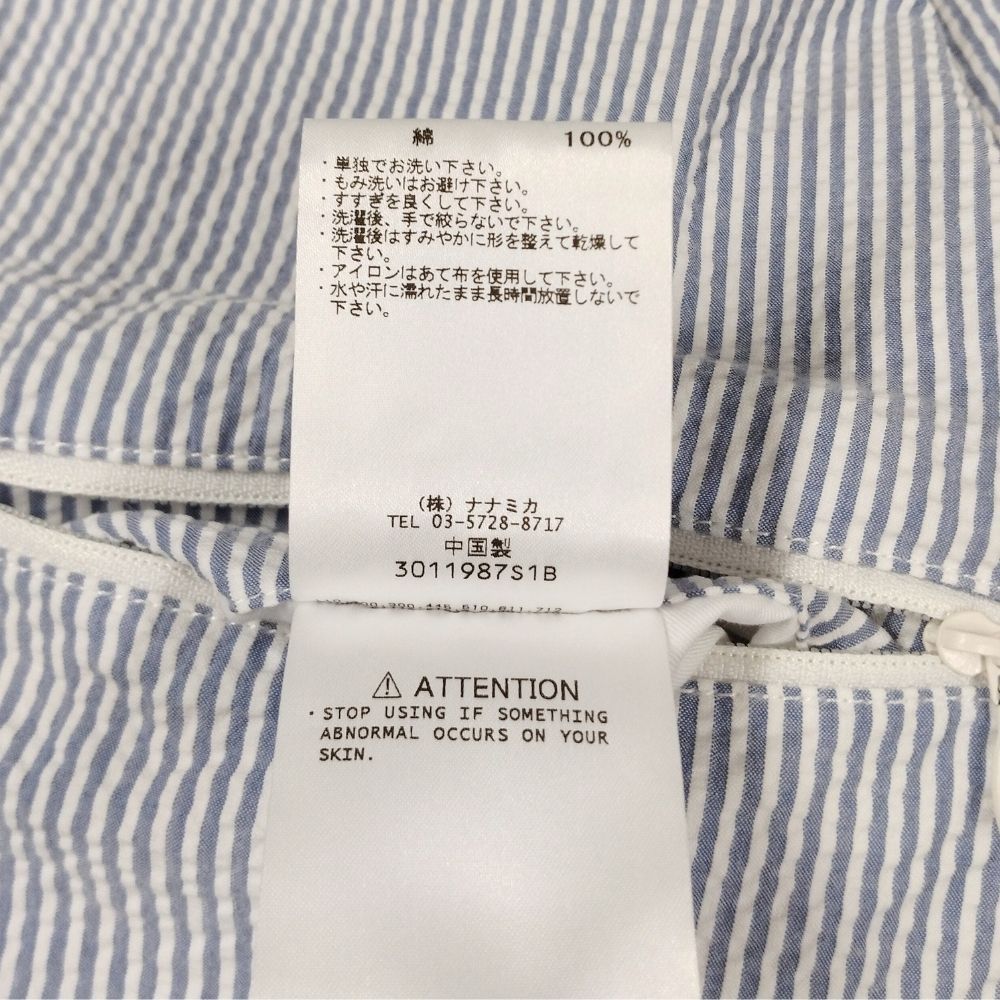 綿 100%
・単独でお洗い下さい。
・もみ洗いはお避け下さい。
・すすぎを良くして下さい。
・洗濯後、手で絞らないで下さい。
・洗濯後はすみやかに形を整えて乾燥して
下さい。
・アイロンはあて布を使用して下さい。
・水や汗に濡れたまま長時間放置しないで
下さい。
(株) ナナミカ
TEL 03-5728-8717
中国製
3011987S1B
⚠ ATTENTION
・STOP USING IF SOMETHING
ABNORMAL OCCURS ON YOUR
SKIN.